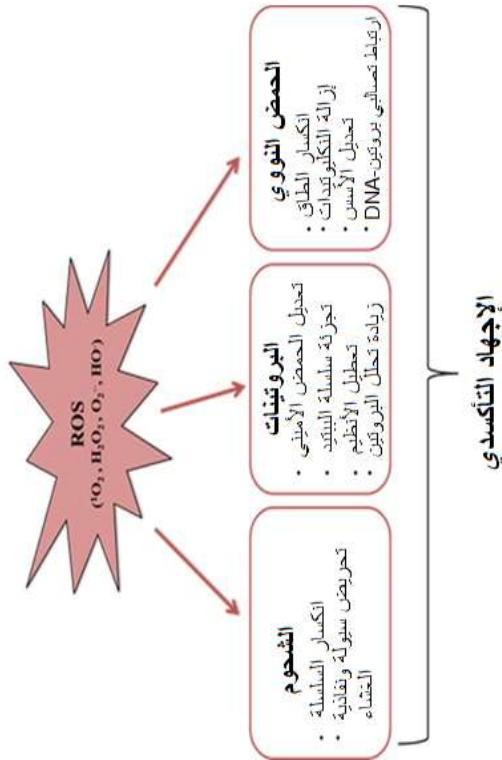 ROS
(¹O₂, H₂O₂, O₂⁻, HO)
الحمض النووي
• انكسار الطاق
• إزالة النكليوتيدات
• تعديل الأسس
• ارتباط تصالبي بروتين-DNA
البروتينات
• تعديل الحمض الأميني
• تجزئة سلسلة الببتيد
• تعطيل الأنظيم
• زيادة تحلل البروتين
الشحوم
• انكسار السلسلة
• تحريض سيولة ونفاذية
الغشاء
الإجهاد التأكسدي